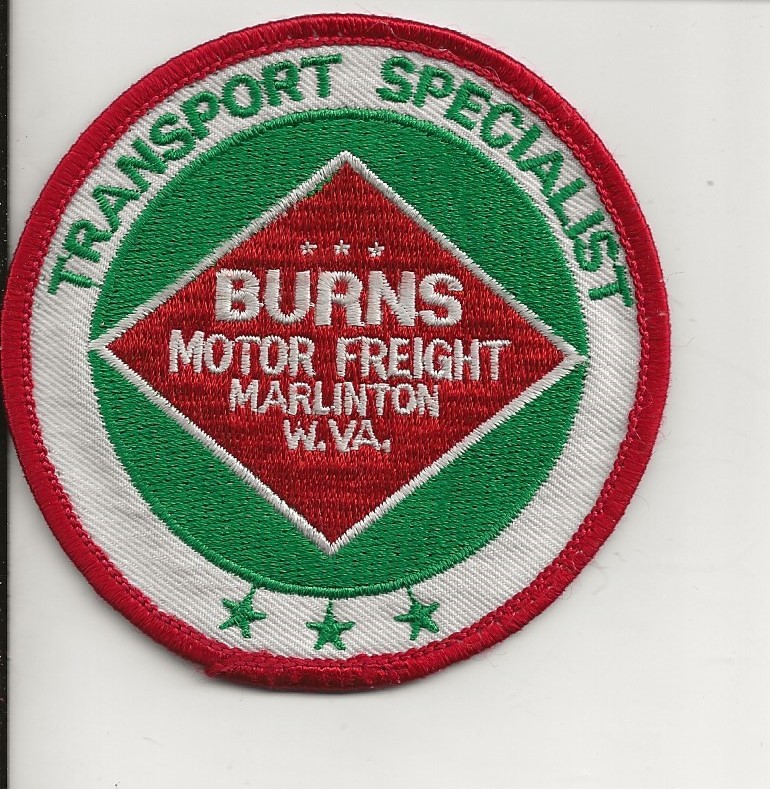 TRANSPORT SPECIALIST
BURNS
MOTOR FREIGHT
MARLINTON
W.VA.